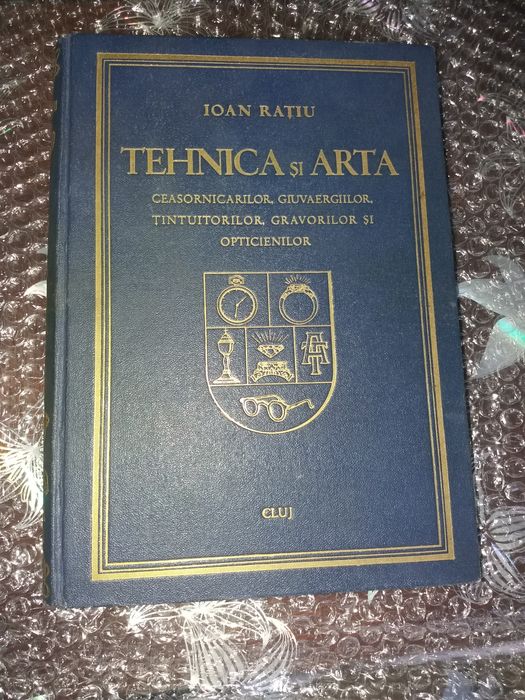 IOAN RAȚIU
TEHNICA ȘI ARTA
CEASORNICARILOR, GIUVAERGIILOR,
ȚINTUITORILOR, GRAVORILOR ȘI
OPTICIENILOR
CLUJ